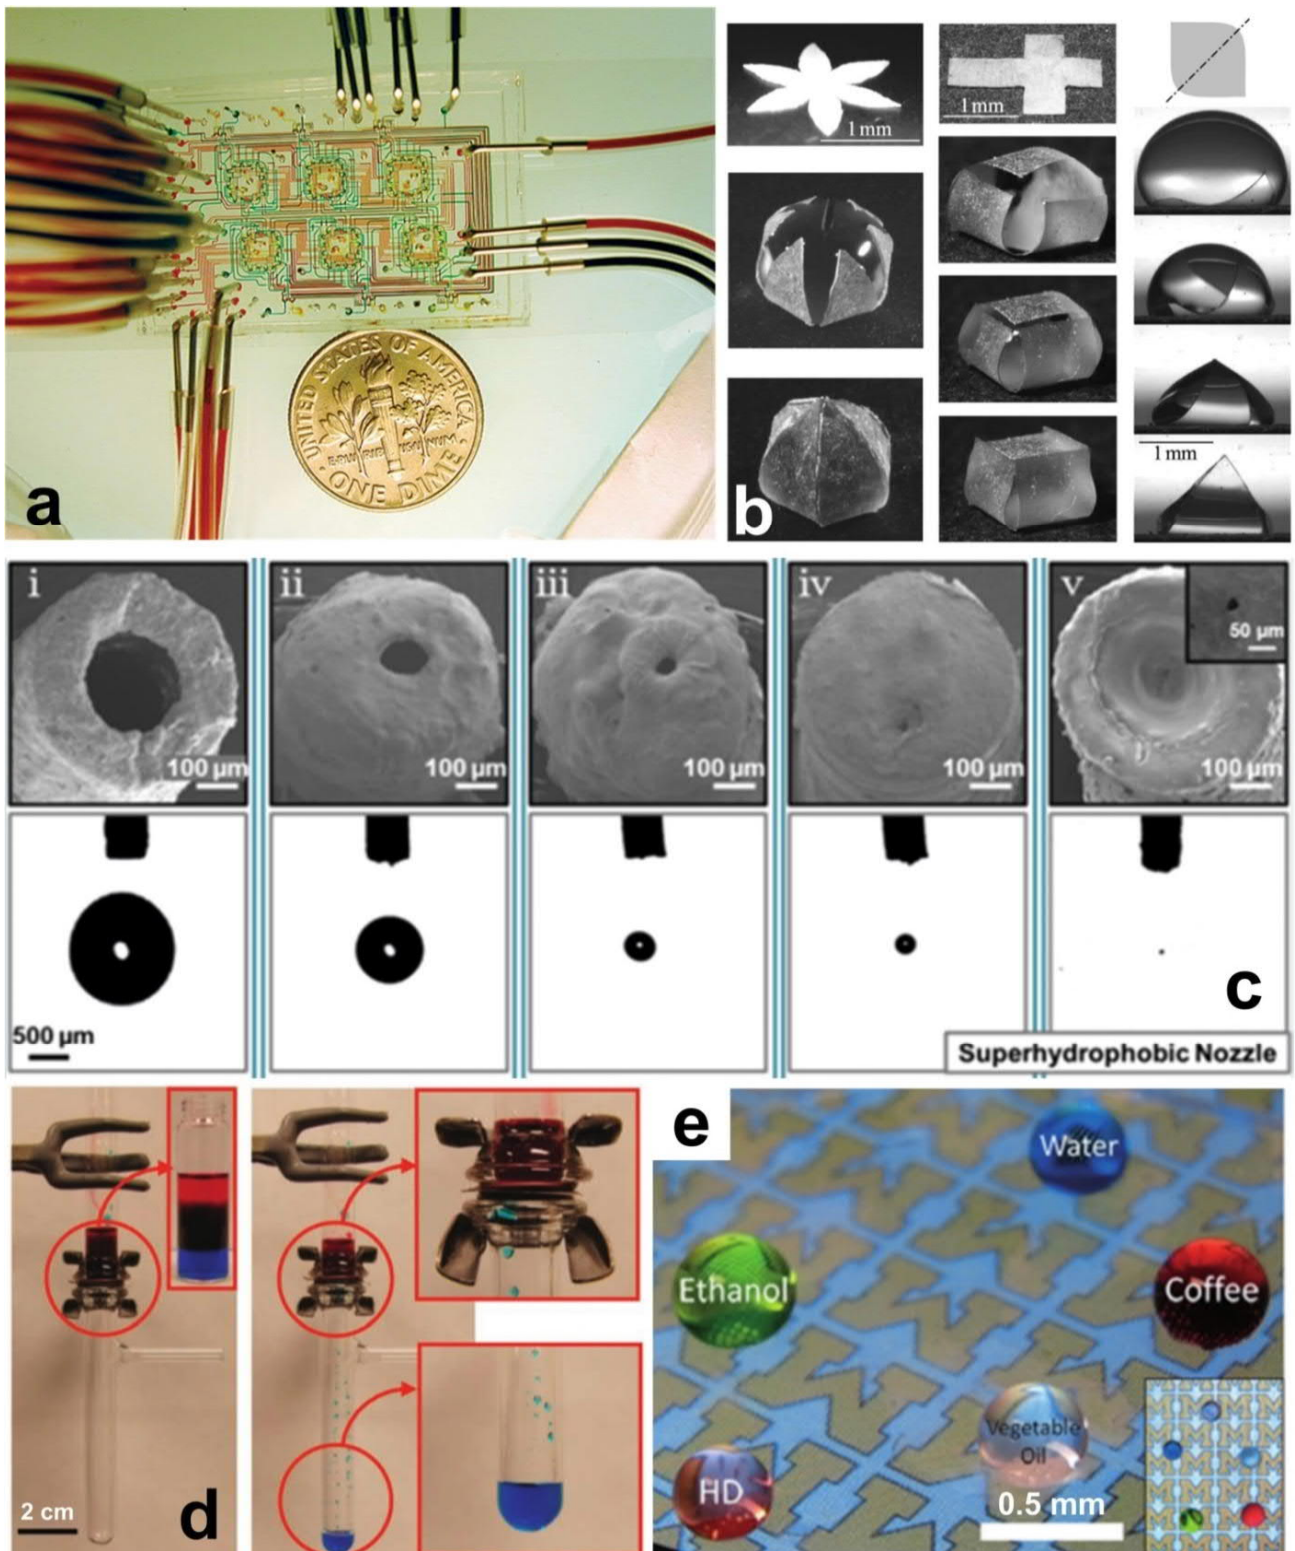 a
UNITED STATES OF AMERICA
ONE DIME
b
1 mm
1 mm
1 mm
i
ii
iii
iv
v
50 µm
100 µm
100 µm
100 µm
100 µm
100 µm
c
500 µm
Superhydrophobic Nozzle
d
2 cm
e
Water
Ethanol
Coffee
Vegetable
Oil
HD
0.5 mm